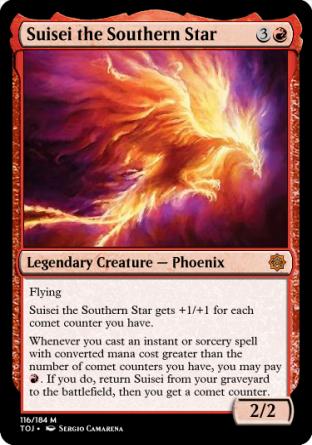 Suisei the Southern Star 3
Legendary Creature — Phoenix
Flying
Suisei the Southern Star gets +1/+1 for each
comet counter you have.
Whenever you cast an instant or sorcery spell
with converted mana cost greater than the
number of comet counters you have, you may pay
. If you do, return Suisei from your graveyard
to the battlefield, then you get a comet counter.
2/2
116/184 M
TOJ • Sergio Camarena